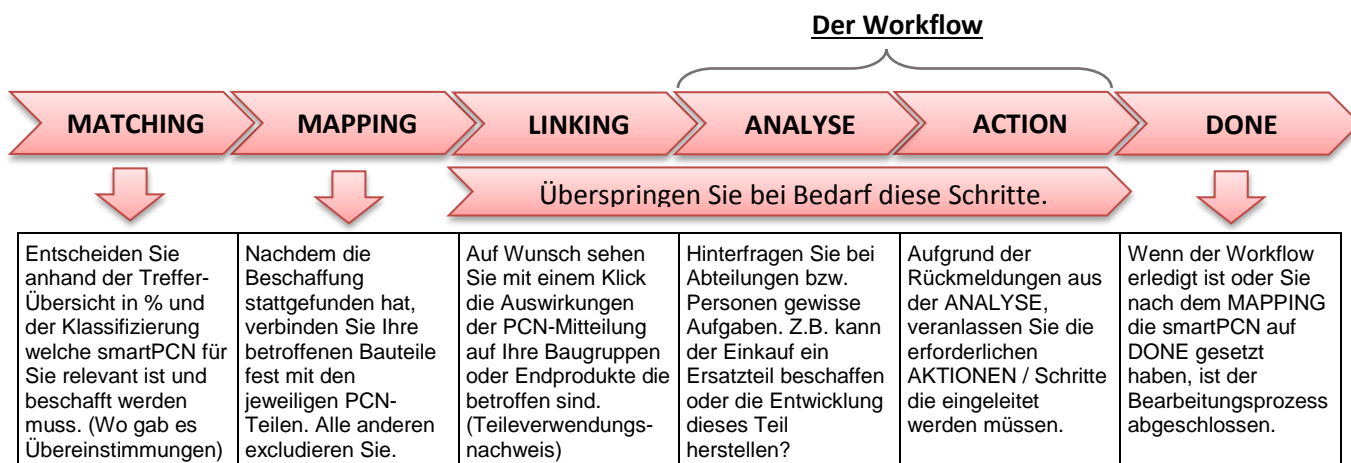 Der Workflow
MATCHING
MAPPING
LINKING
ANALYSE
ACTION
DONE
Überspringen Sie bei Bedarf diese Schritte.
Entscheiden Sie
anhand der Treffer-
Übersicht in % und
der Klassifizierung
welche smartPCN für
Sie relevant ist und
beschafft werden
muss. (Wo gab es
Übereinstimmungen)
Nachdem die
Beschaffung
stattgefunden hat,
verbinden Sie Ihre
betroffenen Bauteile
fest mit den
jeweiligen PCN-
Teilen. Alle anderen
excludieren Sie.
Auf Wunsch sehen
Sie mit einem Klick
die Auswirkungen
der PCN-Mitteilung
auf Ihre Baugruppen
oder Endprodukte die
betroffen sind.
(Teileverwendungs-
nachweis)
Hinterfragen Sie bei
Abteilungen bzw.
Personen gewisse
Aufgaben. Z.B. kann
der Einkauf ein
Ersatzteil beschaffen
oder die Entwicklung
dieses Teil
herstellen?
Aufgrund der
Rückmeldungen aus
der ANALYSE,
veranlassen Sie die
erforderlichen
AKTIONEN / Schritte
die eingeleitet
werden müssen.
Wenn der Workflow
erledigt ist oder Sie
nach dem MAPPING
die smartPCN auf
DONE gesetzt
haben, ist der
Bearbeitungsprozess
abgeschlossen.